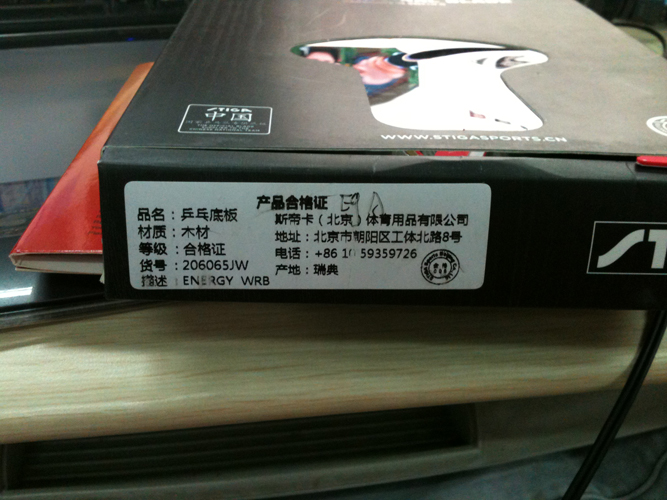 STIGA
中国
WWW.STIGASPORTS.CN
产品合格证
品名：乒乓底板
材质：木材
等级：合格证
货号：206065JW
描述：ENERGY WRB
斯帝卡（北京）体育用品有限公司
地址：北京市朝阳区工体北路8号
电话：+86 10 59359726
产地：瑞典
ST